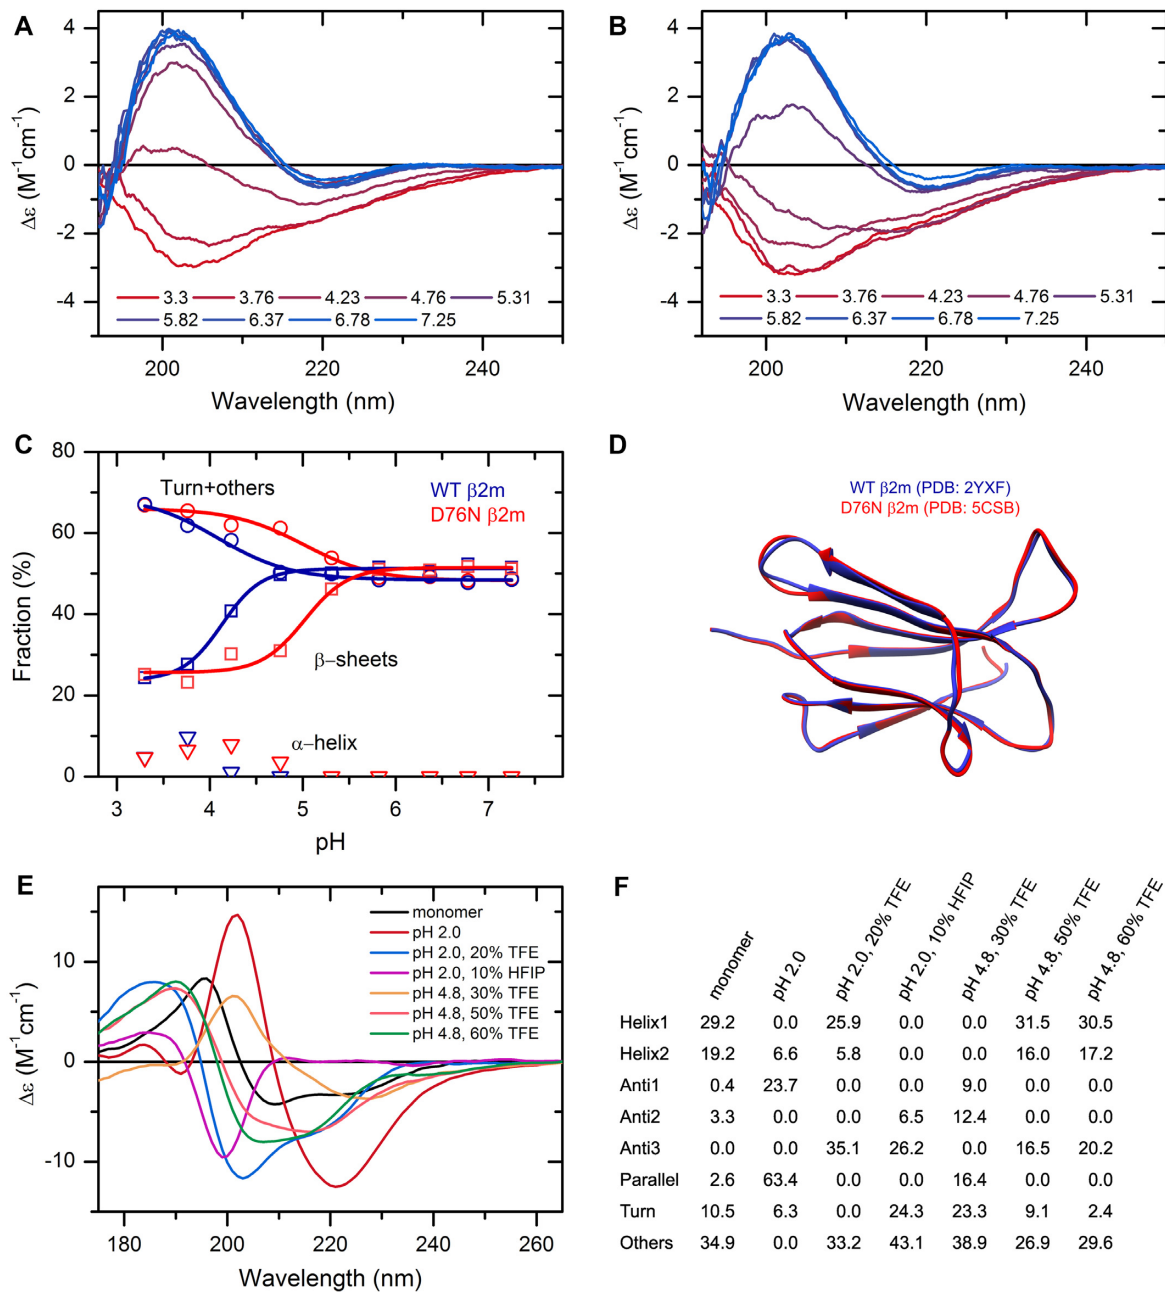 A
4
2
0
-2
-4
Δε (M⁻¹cm⁻¹)
3.3 3.76 4.23 4.76 5.31
5.82 6.37 6.78 7.25
200 220 240
Wavelength (nm)
B
4
2
0
-2
-4
Δε (M⁻¹cm⁻¹)
3.3 3.76 4.23 4.76 5.31
5.82 6.37 6.78 7.25
200 220 240
Wavelength (nm)
C
80
60
40
20
0
Fraction (%)
Turn+others
WT β2m
D76N β2m
β–sheets
α–helix
3 4 5 6 7
pH
D
WT β2m (PDB: 2YXF)
D76N β2m (PDB: 5CSB)
E
10
0
-10
Δε (M⁻¹cm⁻¹)
monomer
pH 2.0
pH 2.0, 20% TFE
pH 2.0, 10% HFIP
pH 4.8, 30% TFE
pH 4.8, 50% TFE
pH 4.8, 60% TFE
180 200 220 240 260
Wavelength (nm)
F
monomer pH 2.0 pH 2.0, 20% TFE pH 2.0, 10% HFIP pH 4.8, 30% TFE pH 4.8, 50% TFE pH 4.8, 60% TFE
Helix1 29.2 0.0 25.9 0.0 0.0 31.5 30.5
Helix2 19.2 6.6 5.8 0.0 0.0 16.0 17.2
Anti1 0.4 23.7 0.0 0.0 9.0 0.0 0.0
Anti2 3.3 0.0 0.0 6.5 12.4 0.0 0.0
Anti3 0.0 0.0 35.1 26.2 0.0 16.5 20.2
Parallel 2.6 63.4 0.0 0.0 16.4 0.0 0.0
Turn 10.5 6.3 0.0 24.3 23.3 9.1 2.4
Others 34.9 0.0 33.2 43.1 38.9 26.9 29.6